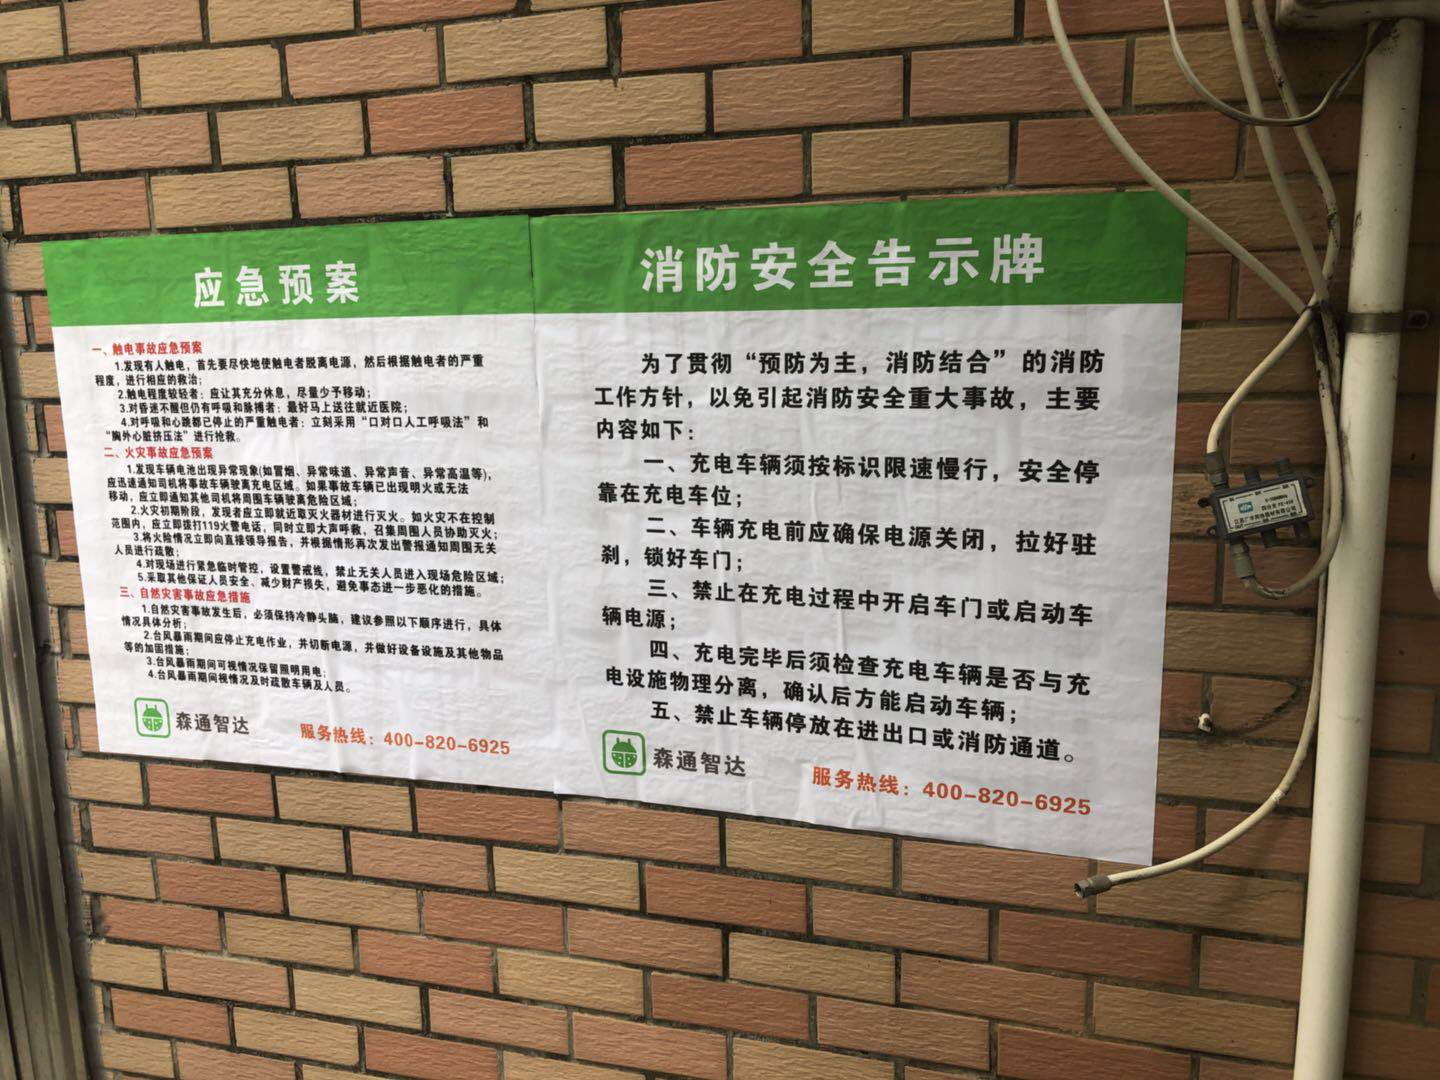 应急预案
一、触电事故应急预案
1.发现有人触电，首先要尽快地使触电者脱离电源，然后根据触电者的严重
程度，进行相应的救治；
2.触电程度较轻者：应让其充分休息，尽量少予移动；
3.对昏迷不醒但仍有呼吸和脉搏者：最好马上送往就近医院；
4.对呼吸和心跳都已停止的严重触电者：立刻采用“口对口人工呼吸法”和
“胸外心脏挤压法”进行抢救。
二、火灾事故应急预案
1.发现车辆电池出现异常现象(如冒烟、异常味道、异常声音、异常高温等)，
应迅速通知司机将事故车辆驶离充电区域。如果事故车辆已出现明火或无法
移动，应立即通知其他司机将周围车辆驶离危险区域；
2.火灾初期阶段，发现者应立即就近取灭火器材进行灭火。如火灾不在控制
范围内，应立即拨打119火警电话，同时立即大声呼救，召集周围人员协助灭火；
3.将火险情况立即向直接领导报告，并根据情形再次发出警报通知周围无关
人员进行疏散；
4.对现场进行紧急临时管控，设置警戒线，禁止无关人员进入现场危险区域；
5.采取其他保证人员安全、减少财产损失，避免事态进一步恶化的措施。
三、自然灾害事故应急措施
1.自然灾害事故发生后，必须保持冷静头脑，建议参照以下顺序进行，具体
情况具体分析；
2.台风暴雨期间应停止充电作业，并切断电源，并做好设备设施及其他物品
等的加固措施；
3.台风暴雨期间可视情况保留照明用电；
4.台风暴雨期间视情况及时疏散车辆及人员。
森通智达
服务热线：400-820-6925
消防安全告示牌
为了贯彻“预防为主，消防结合”的消防
工作方针，以免引起消防安全重大事故，主要
内容如下：
一、充电车辆须按标识限速慢行，安全停
靠在充电车位；
二、车辆充电前应确保电源关闭，拉好驻
刹，锁好车门；
三、禁止在充电过程中开启车门或启动车
辆电源；
四、充电完毕后须检查充电车辆是否与充
电设施物理分离，确认后方能启动车辆；
五、禁止车辆停放在进出口或消防通道。
森通智达
服务热线：400-820-6925